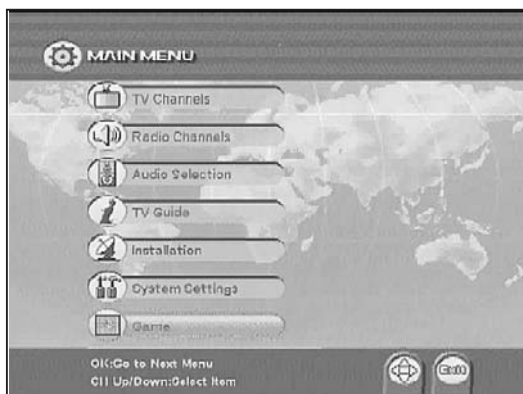 MAIN MENU
TV Channels
Radio Channels
Audio Selection
TV Guide
Installation
System Settings
Game
OK:Go to Next Menu
CH Up/Down:Select Item
EXIT